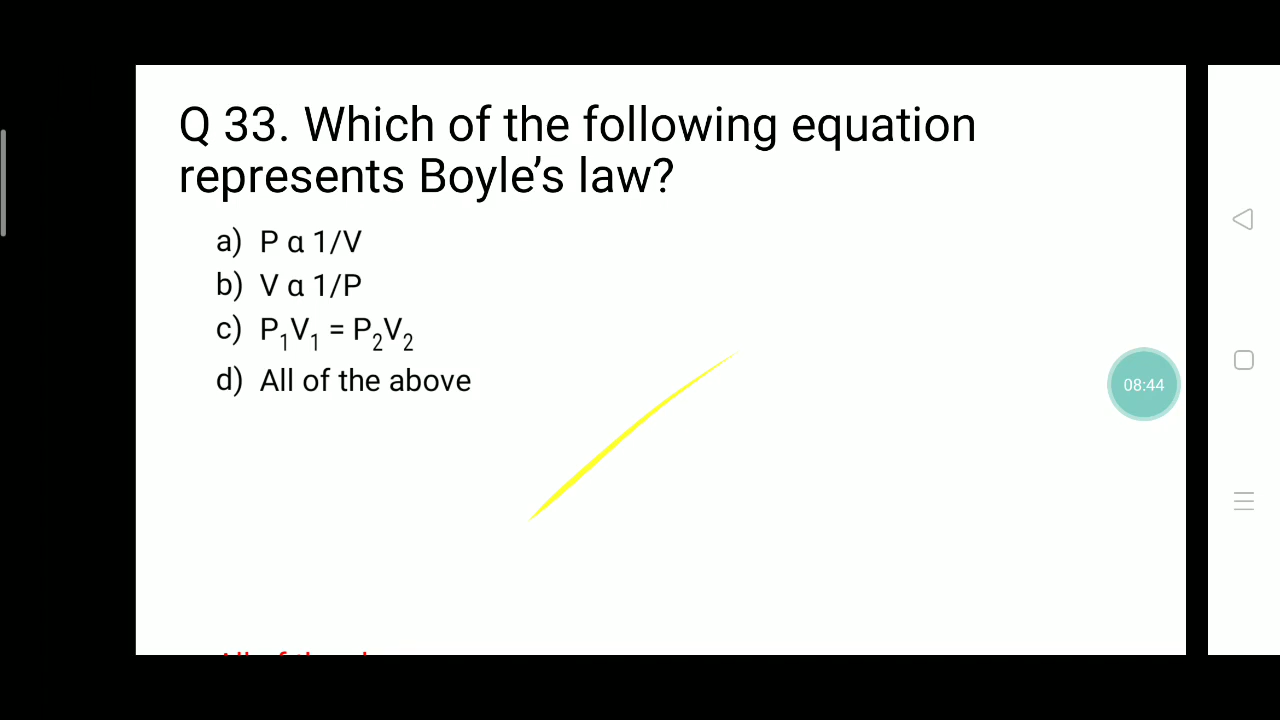 Q 33. Which of the following equation
represents Boyle’s law?
a) P α 1/V
b) V α 1/P
c) P₁V₁ = P₂V₂
d) All of the above
08:44